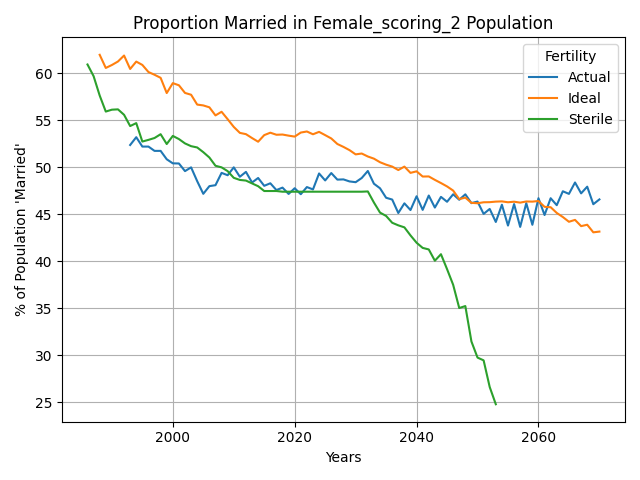 Proportion Married in Female_scoring_2 Population
Fertility
Actual
Ideal
Sterile
% of Population 'Married'
60
55
50
45
40
35
30
25
2000
2020
2040
2060
Years